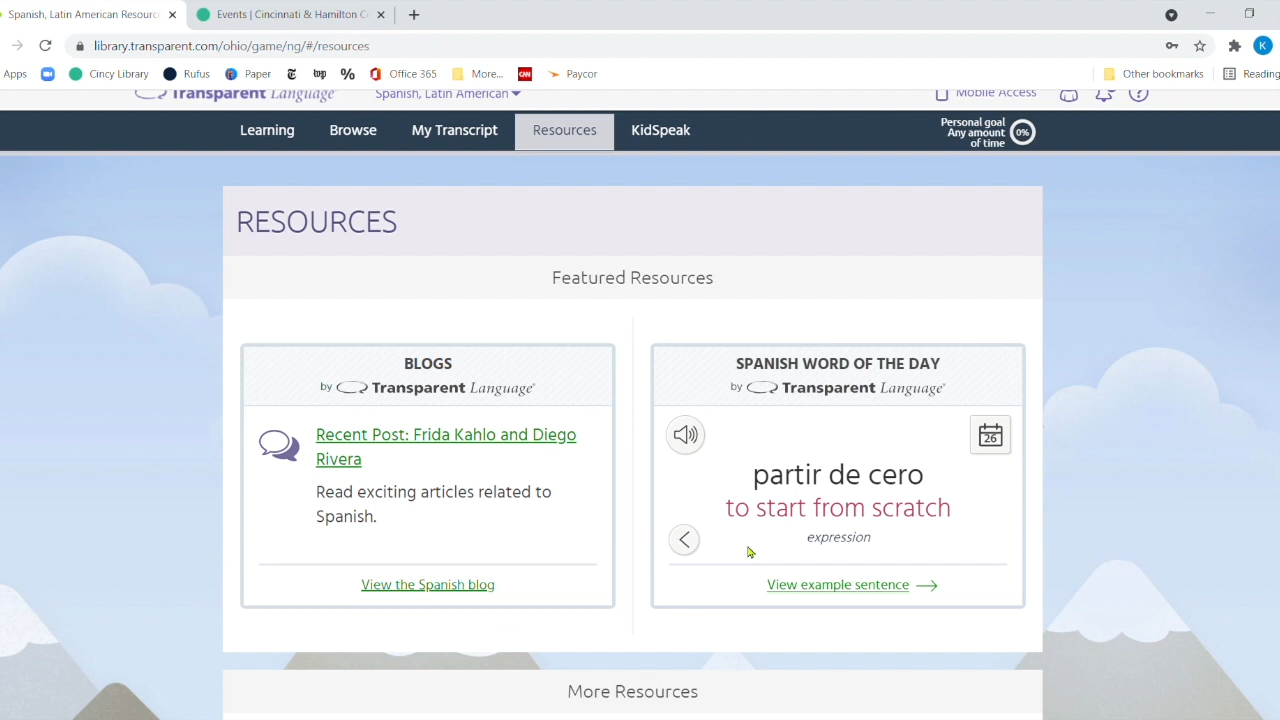 Spanish, Latin American Resourc
Events | Cincinnati & Hamilton C
library.transparent.com/ohio/game/ng/#/resources
K
Apps Cincy Library Rufus Paper Office 365 More... CNN Paycor Other bookmarks Reading
Transparent Language Spanish, Latin American Mobile Access
Learning Browse My Transcript Resources KidSpeak
Personal goal
Any amount
of time
0%
RESOURCES
Featured Resources
BLOGS
by Transparent Language
Recent Post: Frida Kahlo and Diego
Rivera
Read exciting articles related to
Spanish.
View the Spanish blog
SPANISH WORD OF THE DAY
by Transparent Language
26
partir de cero
to start from scratch
expression
View example sentence
More Resources